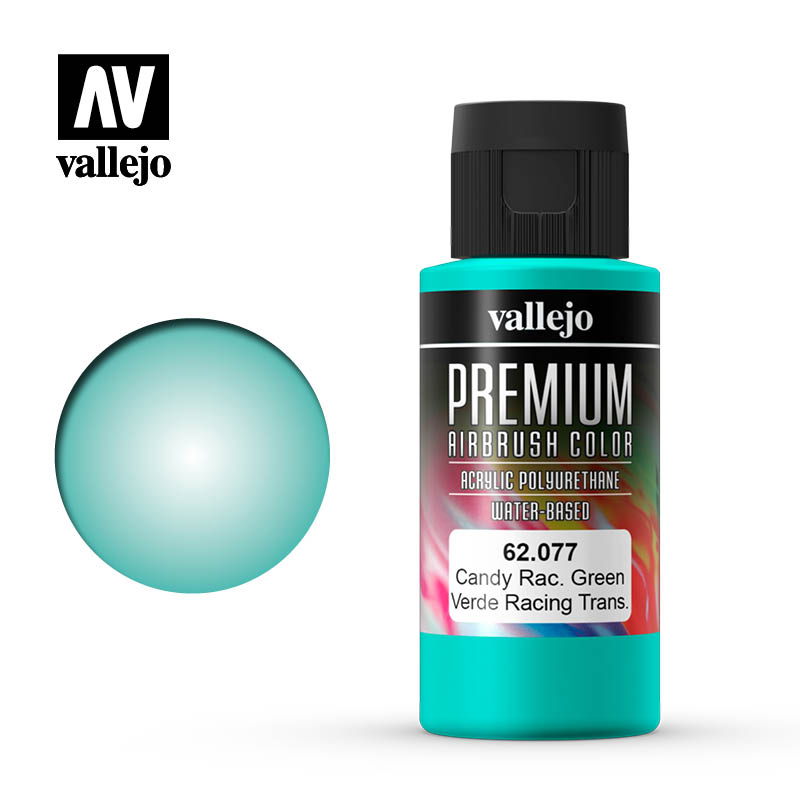 AV
vallejo
vallejo
PREMIUM
AIRBRUSH COLOR
ACRYLIC POLYURETHANE
WATER-BASED
62.077
Candy Rac. Green
Verde Racing Trans.